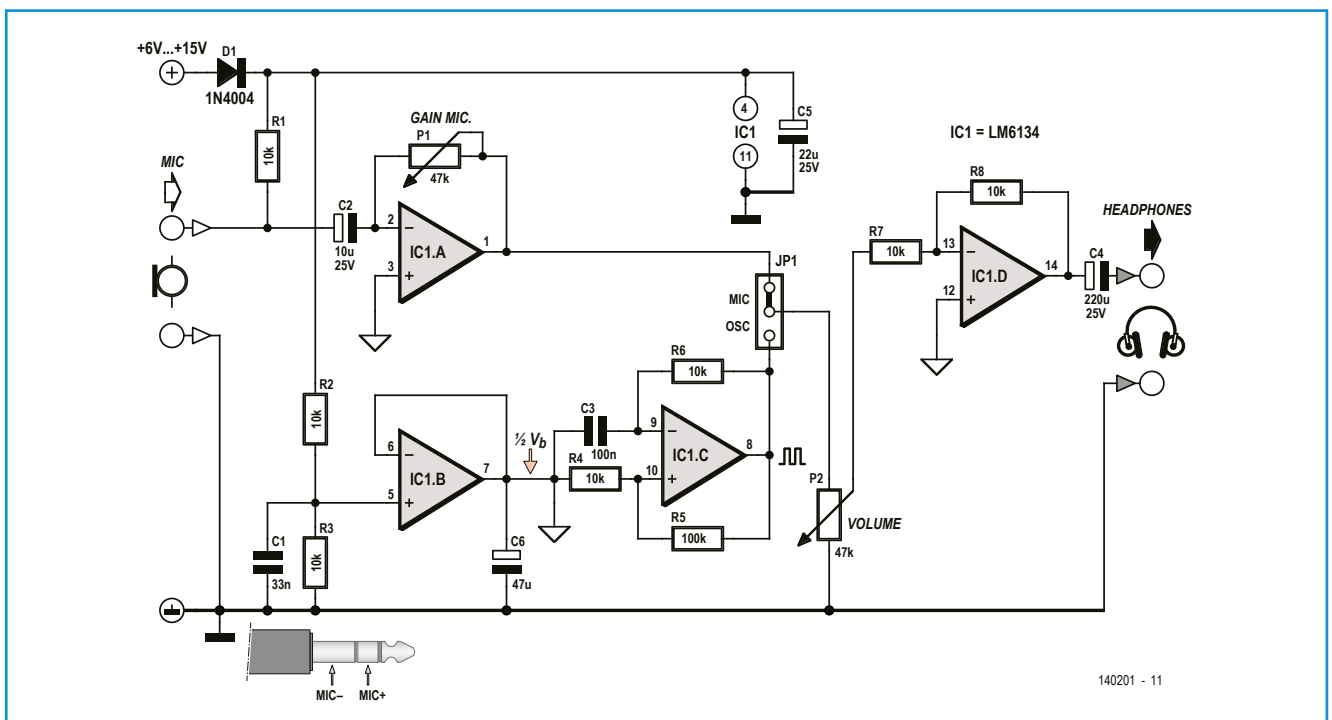 +6V...+15V
D1
1N4004
R1
10k
MIC
C2
10u
25V
GAIN MIC.
P1
47k
2
3
1
IC1.A
4
IC1
11
C5
22u
25V
IC1 = LM6134
R8
10k
R7
10k
13
12
14
IC1.D
HEADPHONES
C4
220u
25V
JP1
MIC
OSC
R2
10k
R3
10k
C1
33n
6
5
7
IC1.B
½ Vb
C6
47u
C3
100n
R4
10k
R6
10k
9
10
8
IC1.C
R5
100k
P2
VOLUME
47k
MIC–
MIC+
140201 - 11